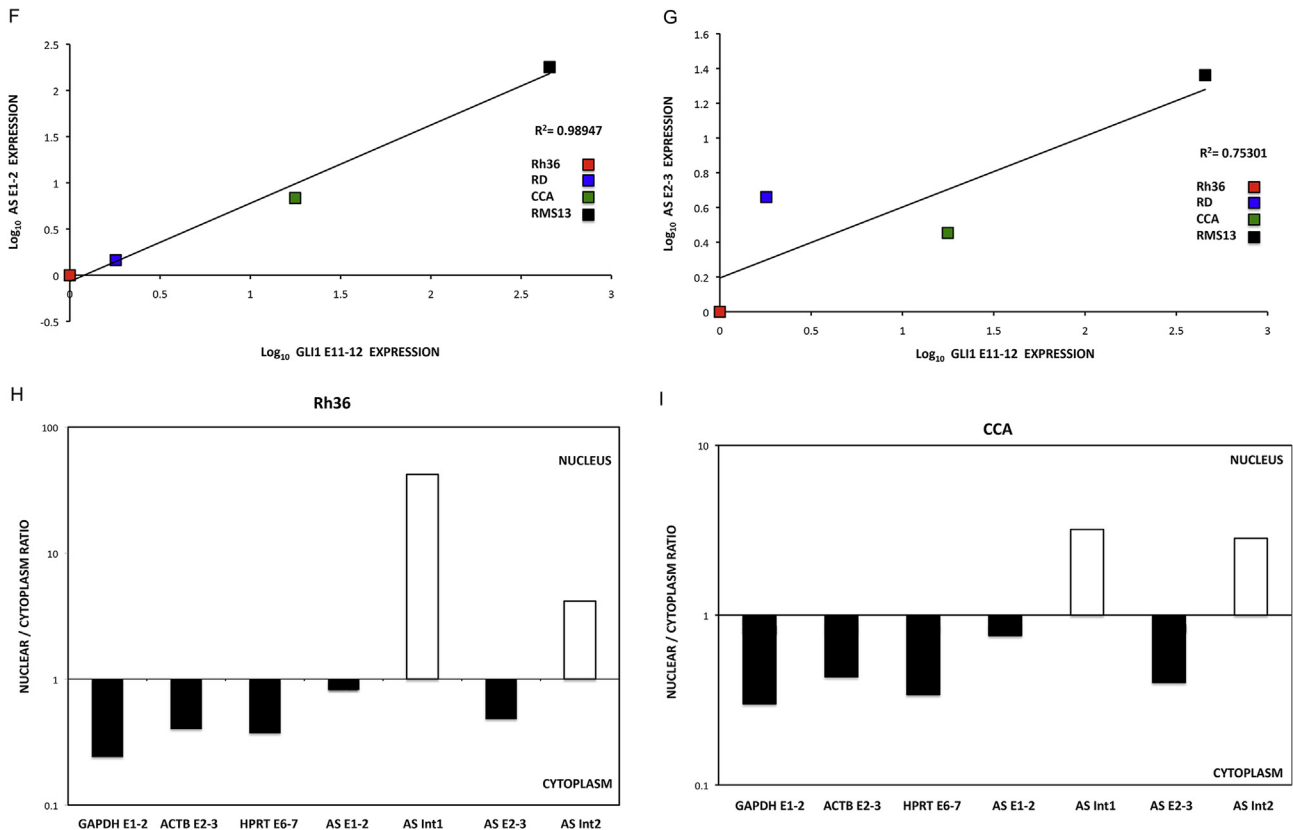 F
2.5
2
1.5
1
0.5
0
-0.5
0 0.5 1 1.5 2 2.5 3
Log10 AS E1-2 EXPRESSION
Log10 GLI1 E11-12 EXPRESSION
R2= 0.98947
Rh36
RD
CCA
RMS13
G
1.6
1.4
1.2
1
0.8
0.6
0.4
0.2
0
0 0.5 1 1.5 2 2.5 3
Log10 AS E2-3 EXPRESSION
Log10 GLI1 E11-12 EXPRESSION
R2= 0.75301
Rh36
RD
CCA
RMS13
H
Rh36
100
10
1
0.1
NUCLEAR / CYTOPLASM RATIO
NUCLEUS
CYTOPLASM
GAPDH E1-2 ACTB E2-3 HPRT E6-7 AS E1-2 AS Int1 AS E2-3 AS Int2
I
CCA
10
1
0.1
NUCLEAR / CYTOPLASM RATIO
NUCLEUS
CYTOPLASM
GAPDH E1-2 ACTB E2-3 HPRT E6-7 AS E1-2 AS Int1 AS E2-3 AS Int2